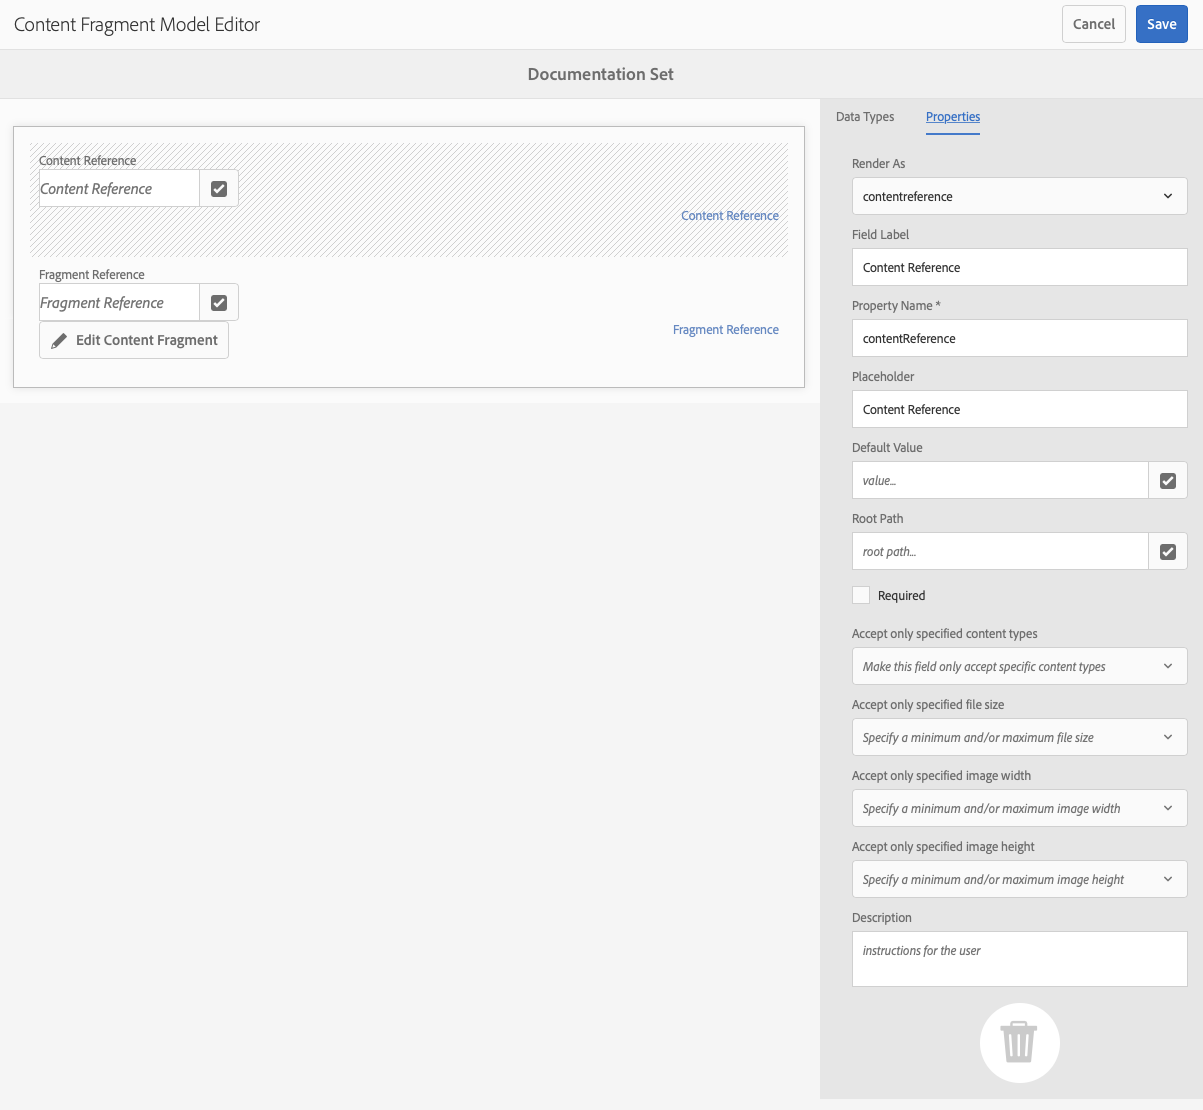 Content Fragment Model Editor
Cancel
Save
Documentation Set
Content Reference
Content Reference
Content Reference
Fragment Reference
Fragment Reference
Fragment Reference
Edit Content Fragment
Data Types
Properties
Render As
contentreference
Field Label
Content Reference
Property Name *
contentReference
Placeholder
Content Reference
Default Value
value...
Root Path
root path...
Required
Accept only specified content types
Make this field only accept specific content types
Accept only specified file size
Specify a minimum and/or maximum file size
Accept only specified image width
Specify a minimum and/or maximum image width
Accept only specified image height
Specify a minimum and/or maximum image height
Description
instructions for the user